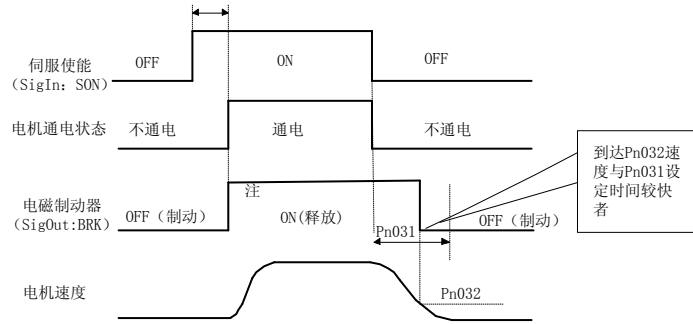 伺服使能
(SigIn: SON)
OFF
ON
OFF
电机通电状态
不通电
通电
不通电
到达Pn032速
度与Pn031设
定时间较快
者
电磁制动器
(SigOut:BRK)
OFF（制动）
注
ON(释放)
Pn031
OFF（制动）
电机速度
Pn032